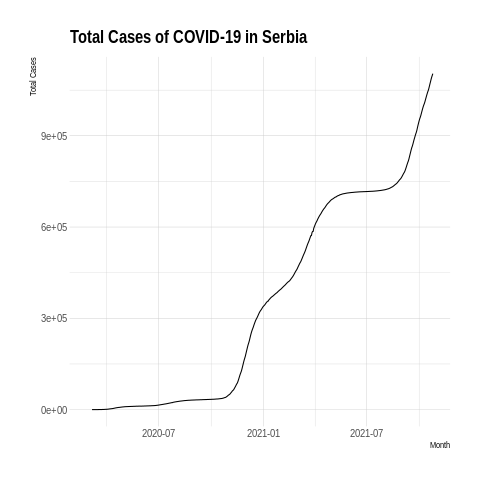 Total Cases of COVID-19 in Serbia
Total Cases
9e+05
6e+05
3e+05
0e+00
2020-07
2021-01
2021-07
Month